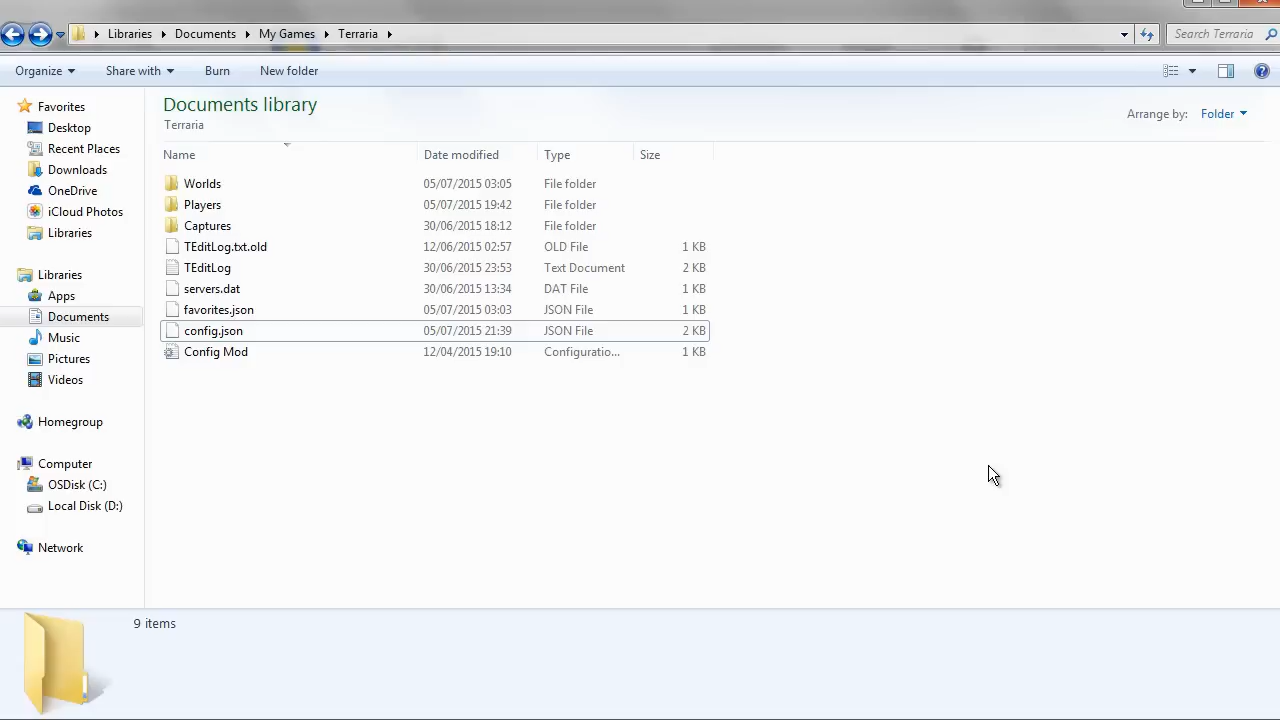 Libraries Documents My Games Terraria Search Terraria
Organize Share with Burn New folder
Documents library
Terraria
Arrange by: Folder
Name Date modified Type Size
Worlds 05/07/2015 03:05 File folder
Players 05/07/2015 19:42 File folder
Captures 30/06/2015 18:12 File folder
TEditLog.txt.old 12/06/2015 02:57 OLD File 1 KB
TEditLog 30/06/2015 23:53 Text Document 2 KB
servers.dat 30/06/2015 13:34 DAT File 1 KB
favorites.json 05/07/2015 03:03 JSON File 1 KB
config.json 05/07/2015 21:39 JSON File 2 KB
Config Mod 12/04/2015 19:10 Configuratio... 1 KB
Favorites
Desktop
Recent Places
Downloads
OneDrive
iCloud Photos
Libraries
Libraries
Apps
Documents
Music
Pictures
Videos
Homegroup
Computer
OSDisk (C:)
Local Disk (D:)
Network
9 items